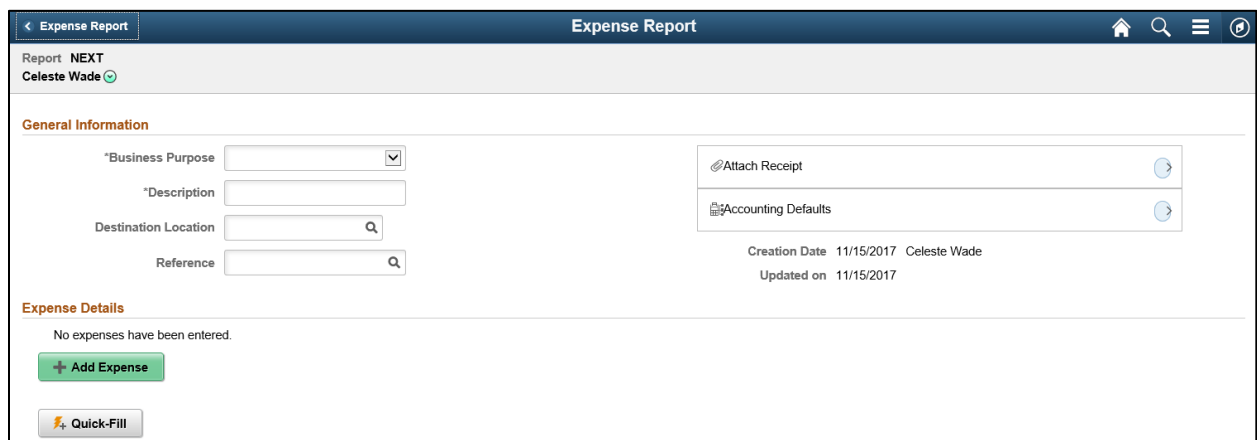 Expense Report
Expense Report
Report NEXT
Celeste Wade
General Information
*Business Purpose
*Description
Destination Location
Reference
Attach Receipt
Accounting Defaults
Creation Date 11/15/2017 Celeste Wade
Updated on 11/15/2017
Expense Details
No expenses have been entered.
Add Expense
Quick-Fill